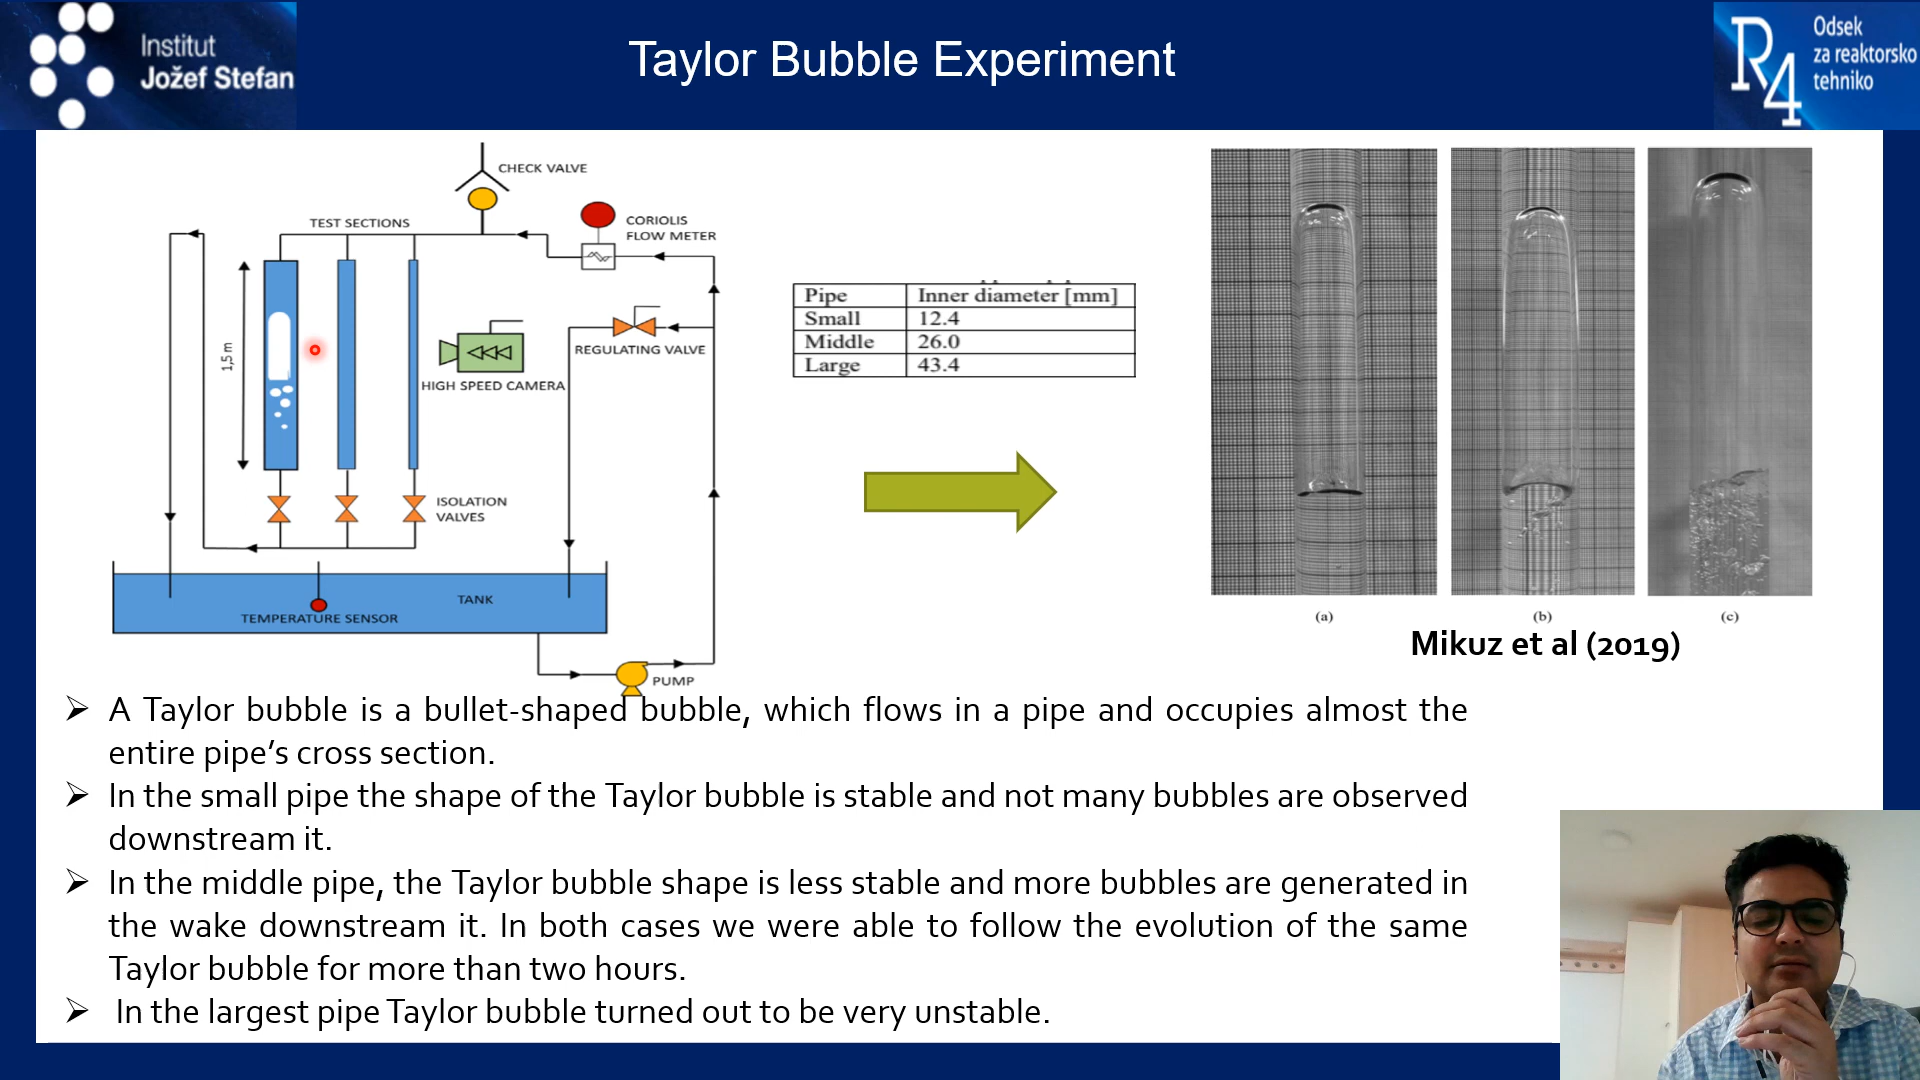 Institut
Jožef Stefan
Taylor Bubble Experiment
R4
Odsek
za reaktorsko
tehniko
CHECK VALVE
TEST SECTIONS
CORIOLIS
FLOW METER
1,5 m
REGULATING VALVE
HIGH SPEED CAMERA
ISOLATION
VALVES
TANK
TEMPERATURE SENSOR
PUMP
Pipe Inner diameter [mm]
Small 12.4
Middle 26.0
Large 43.4
(a) (b) (c)
Mikuz et al (2019)
➢ A Taylor bubble is a bullet-shaped bubble, which flows in a pipe and occupies almost the
entire pipe’s cross section.
➢ In the small pipe the shape of the Taylor bubble is stable and not many bubbles are observed
downstream it.
➢ In the middle pipe, the Taylor bubble shape is less stable and more bubbles are generated in
the wake downstream it. In both cases we were able to follow the evolution of the same
Taylor bubble for more than two hours.
➢ In the largest pipe Taylor bubble turned out to be very unstable.